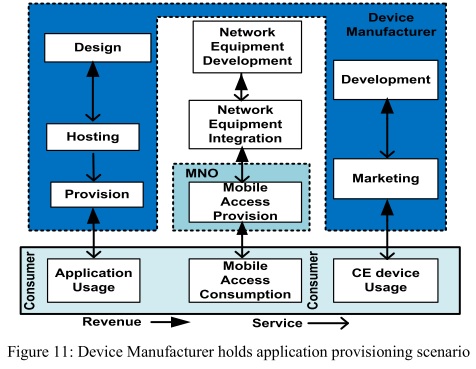 Device
Manufacturer
Design
Hosting
Provision
Network
Equipment
Development
Network
Equipment
Integration
MNO
Mobile
Access
Provision
Development
Marketing
Consumer
Application
Usage
Mobile
Access
Consumption
Consumer
CE device
Usage
Revenue
Service
Figure 11: Device Manufacturer holds application provisioning scenario